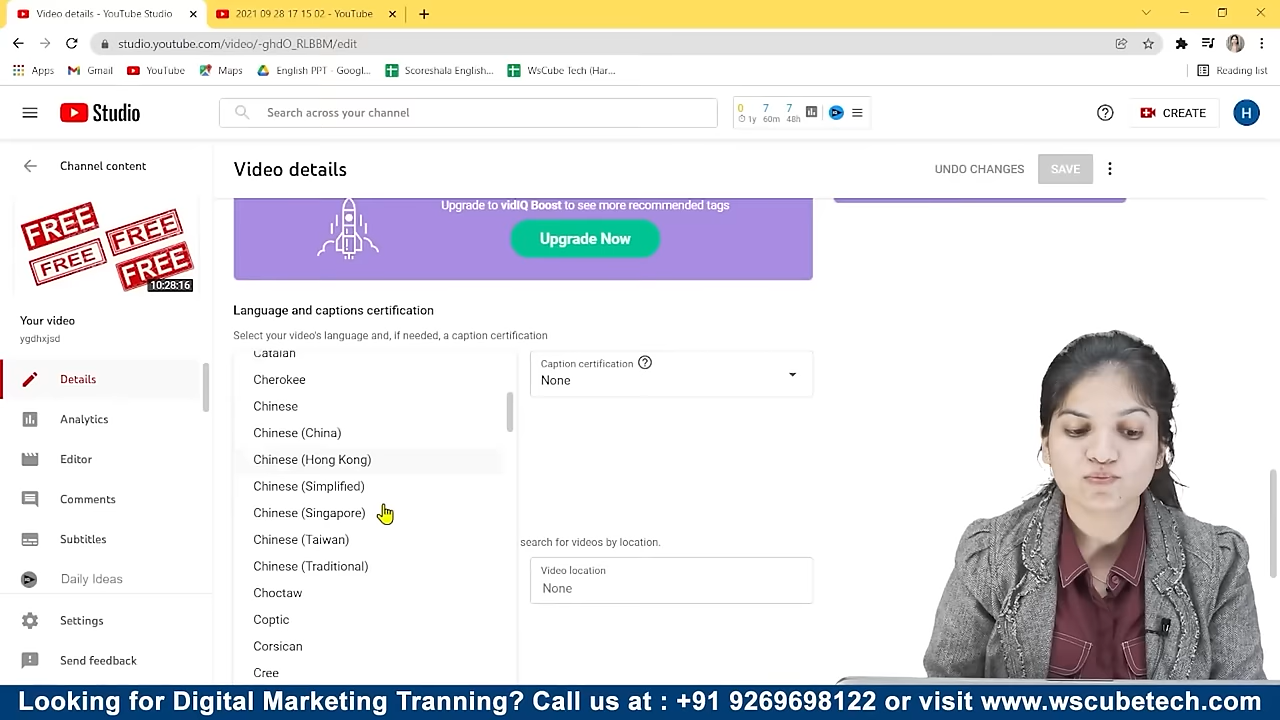 Video details - YouTube Studio
2021 09 28 17 15 02 - YouTube
studio.youtube.com/video/-ghdO_RLBBM/edit
Apps
Gmail
YouTube
Maps
English PPT - Googl...
Scoreshala English...
WsCube Tech (Har...
Reading list
Studio
Search across your channel
0 7 7
1y 60m 48h
CREATE
H
Channel content
Video details
UNDO CHANGES
SAVE
FREE
FREE
FREE
FREE
10:28:16
Your video
ygdhxjsd
Details
Analytics
Editor
Comments
Subtitles
Daily Ideas
Settings
Send feedback
Upgrade to vidIQ Boost to see more recommended tags
Upgrade Now
Language and captions certification
Select your video's language and, if needed, a caption certification
Catalan
Cherokee
Chinese
Chinese (China)
Chinese (Hong Kong)
Chinese (Simplified)
Chinese (Singapore)
Chinese (Taiwan)
Chinese (Traditional)
Choctaw
Coptic
Corsican
Cree
Caption certification
None
search for videos by location.
Video location
None
Looking for Digital Marketing Tranning? Call us at : +91 9269698122 or visit www.wscubetech.com